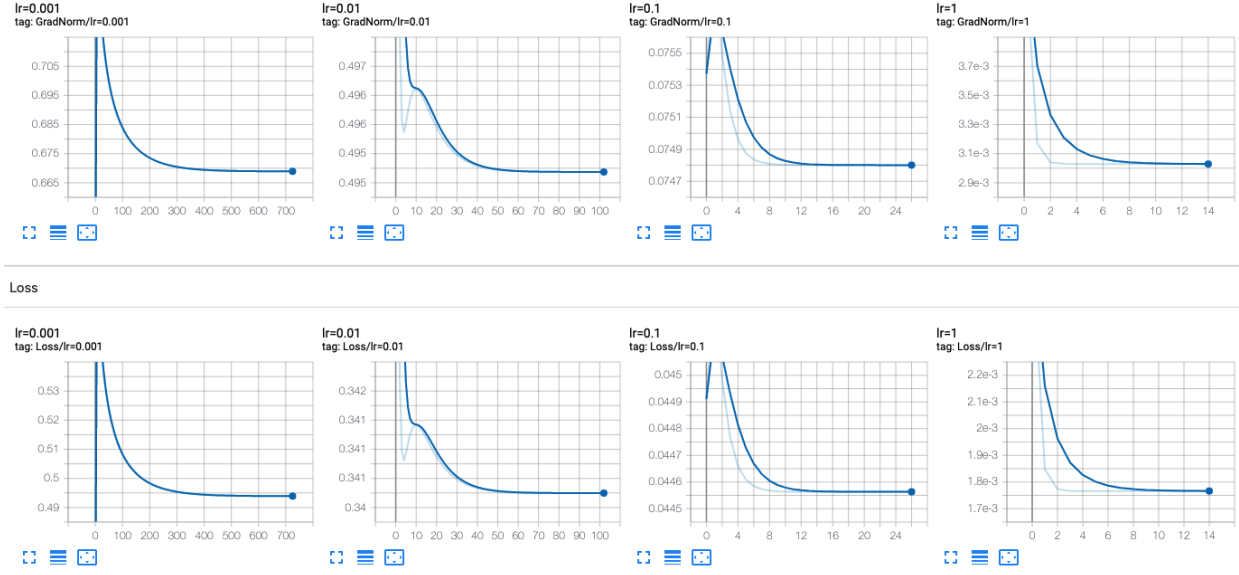 lr=0.001 lr=0.01 lr=0.1 lr=1
tag: GradNorm/lr=0.001 tag: GradNorm/lr=0.01 tag: GradNorm/lr=0.1 tag: GradNorm/lr=1
0.705
0.695
0.685
0.675
0.665
0 100 200 300 400 500 600 700
0.497
0.496
0.496
0.495
0.495
0 10 20 30 40 50 60 70 80 90 100
0.0755
0.0753
0.0751
0.0749
0.0747
0 4 8 12 16 20 24
3.7e-3
3.5e-3
3.3e-3
3.1e-3
2.9e-3
0 2 4 6 8 10 12 14
Loss
lr=0.001 lr=0.01 lr=0.1 lr=1
tag: Loss/lr=0.001 tag: Loss/lr=0.01 tag: Loss/lr=0.1 tag: Loss/lr=1
0.53
0.52
0.51
0.5
0.49
0 100 200 300 400 500 600 700
0.342
0.341
0.341
0.341
0.34
0 10 20 30 40 50 60 70 80 90 100
0.045
0.0449
0.0448
0.0447
0.0446
0.0445
0 4 8 12 16 20 24
2.2e-3
2.1e-3
2e-3
1.9e-3
1.8e-3
1.7e-3
0 2 4 6 8 10 12 14